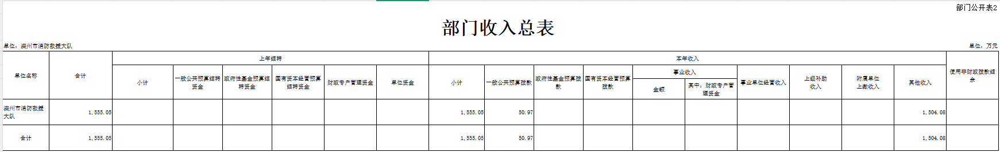 部门公开表2
部门收入总表
单位：滦州市消防救援大队
单位：万元
单位名称
合计
上年结转
本年收入
使用非财政拨款结
余
小计
一般公共预算结转
资金
政府性基金预算结
转资金
国有资本经营预算
结转资金
财政专户管理资金
单位资金
小计
一般公共预算拨款
政府性基金预算拨
款
国有资本经营预算
拨款
事业收入
金额
其中：财政专户管
理资金
事业单位经营收入
上级补助
收入
附属单位
上缴收入
其他收入
滦州市消防救援
大队
1,555.05
1,555.05
50.97
1,504.08
合计
1,555.05
1,555.05
50.97
1,504.08